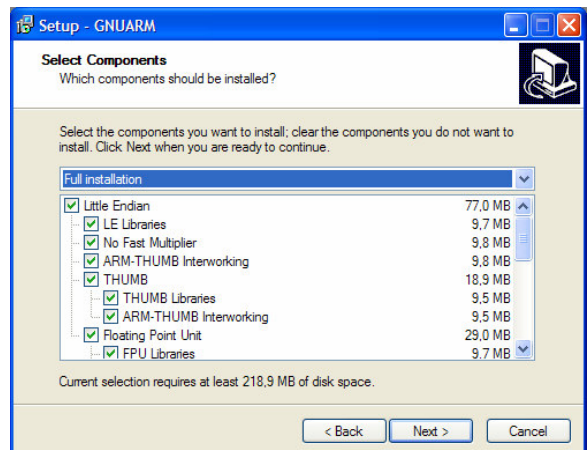 Setup - GNUARM
Select Components
Which components should be installed?
Select the components you want to install; clear the components you do not want to
install. Click Next when you are ready to continue.
Full installation
Little Endian 77,0 MB
LE Libraries 9,7 MB
No Fast Multiplier 9,8 MB
ARM-THUMB Interworking 9,8 MB
THUMB 18,9 MB
THUMB Libraries 9,5 MB
ARM-THUMB Interworking 9,5 MB
Floating Point Unit 29,0 MB
FPU Libraries 9,7 MB
Current selection requires at least 218,9 MB of disk space.
< Back Next > Cancel